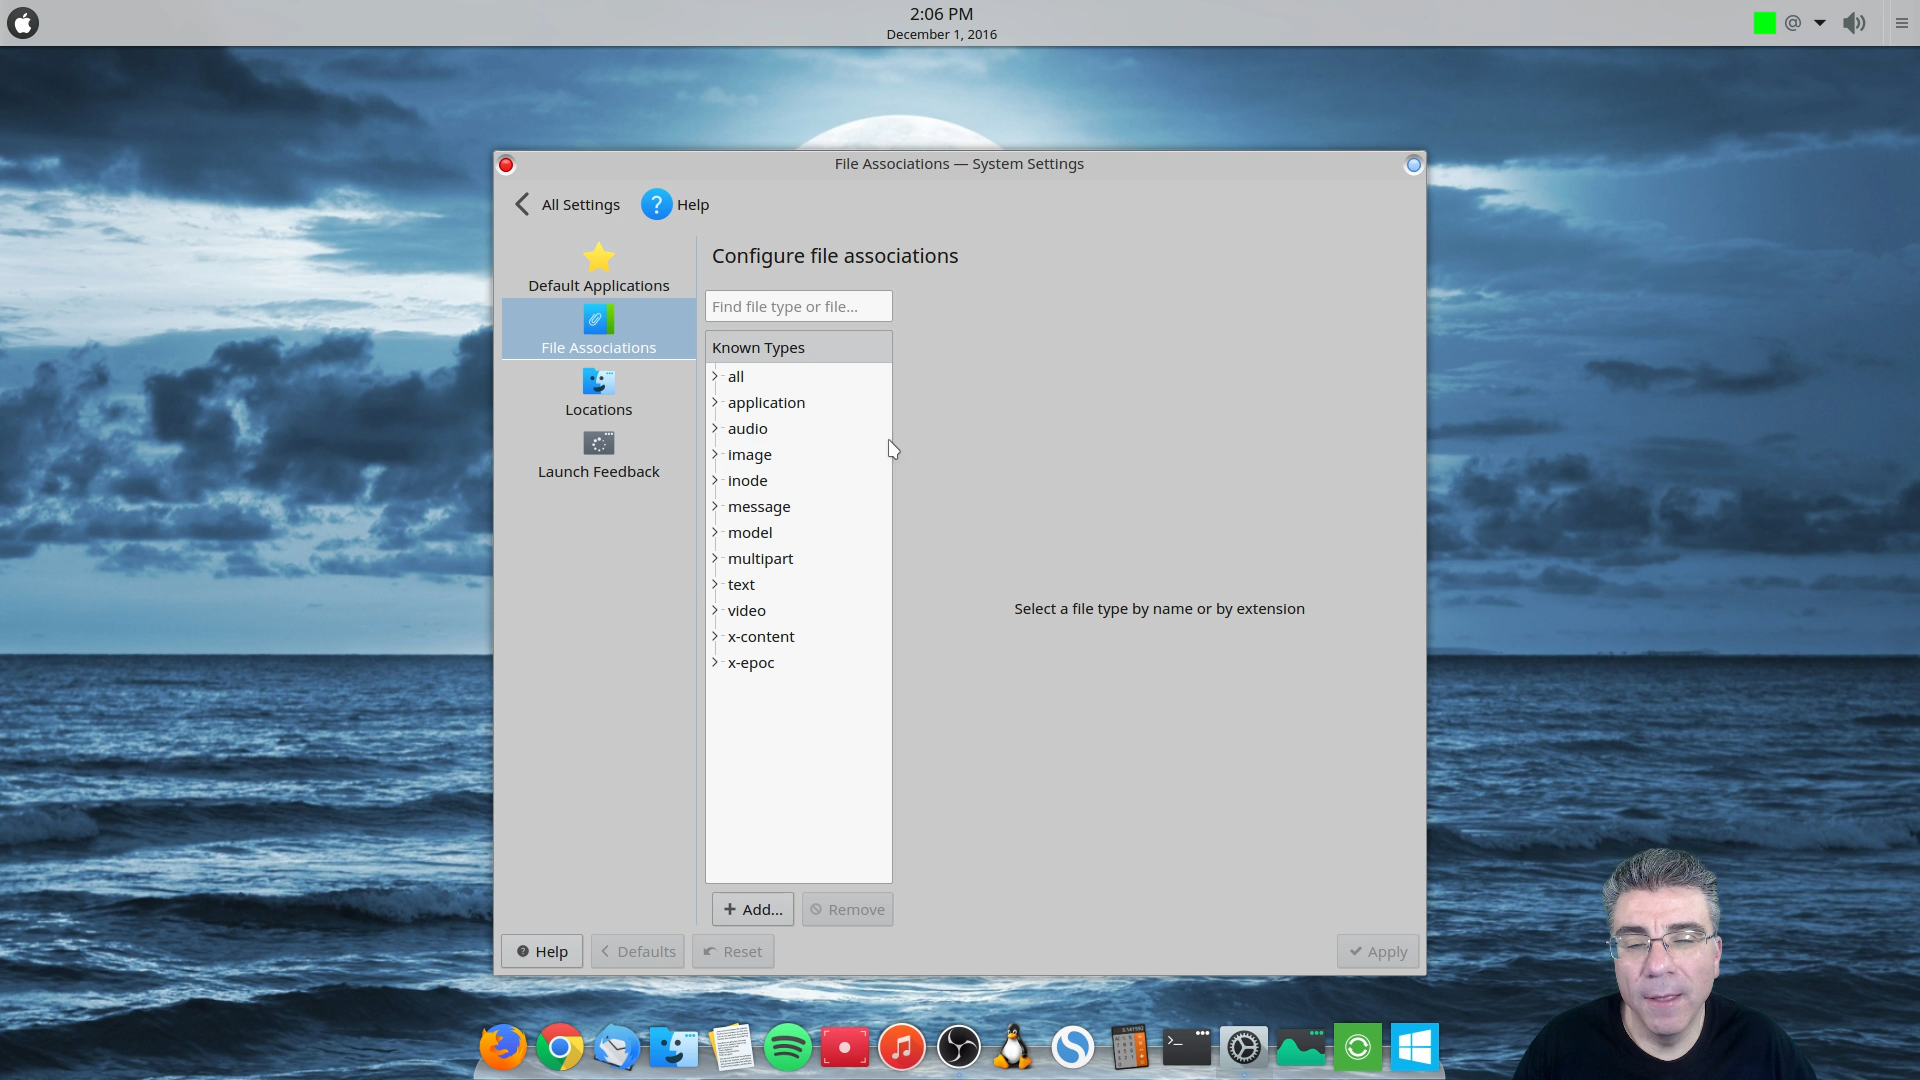 2:06 PM
December 1, 2016
File Associations — System Settings
All Settings
? Help
Default Applications
File Associations
Locations
Launch Feedback
Configure file associations
Find file type or file...
Known Types
all
application
audio
image
inode
message
model
multipart
text
video
x-content
x-epoc
Select a file type by name or by extension
+ Add...
Remove
Help
Defaults
Reset
Apply